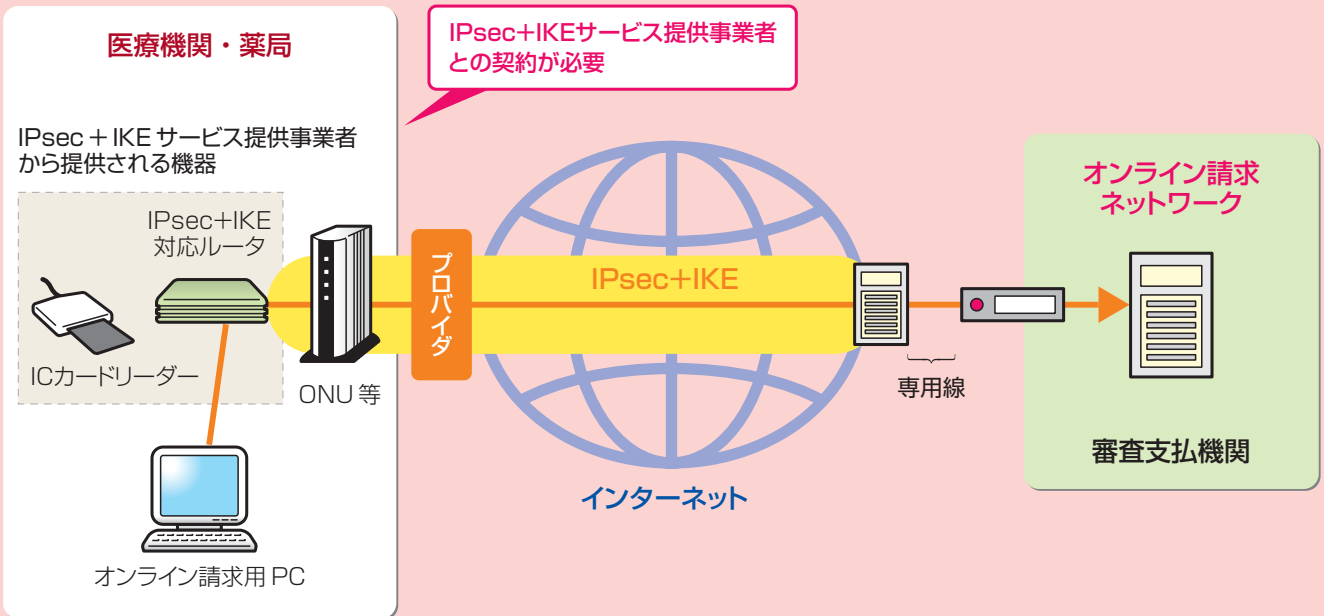 医療機関・薬局
IPsec+IKEサービス提供事業者
との契約が必要
IPsec + IKE サービス提供事業者
から提供される機器
IPsec+IKE
対応ルータ
ICカードリーダー
ONU 等
オンライン請求用 PC
プロバイダ
IPsec+IKE
インターネット
専用線
オンライン請求
ネットワーク
審査支払機関